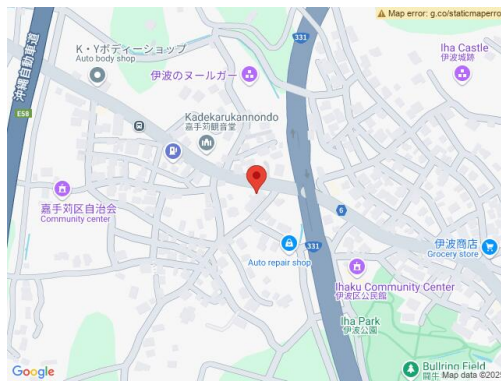 Map error: g.co/staticmaperro
331
Iha Castle
伊波城跡
K・Yボディーショップ
Auto body shop
伊波のヌールガー
沖縄自動車道
E58
Kadekarukannondo
嘉手苅観音堂
嘉手苅区自治会
Community center
6
331
伊波商店
Grocery store
Auto repair shop
Ihaku Community Center
伊波区公民館
Iha Park
伊波公園
Bullring Field
闘牛
Google
Map data ©2025